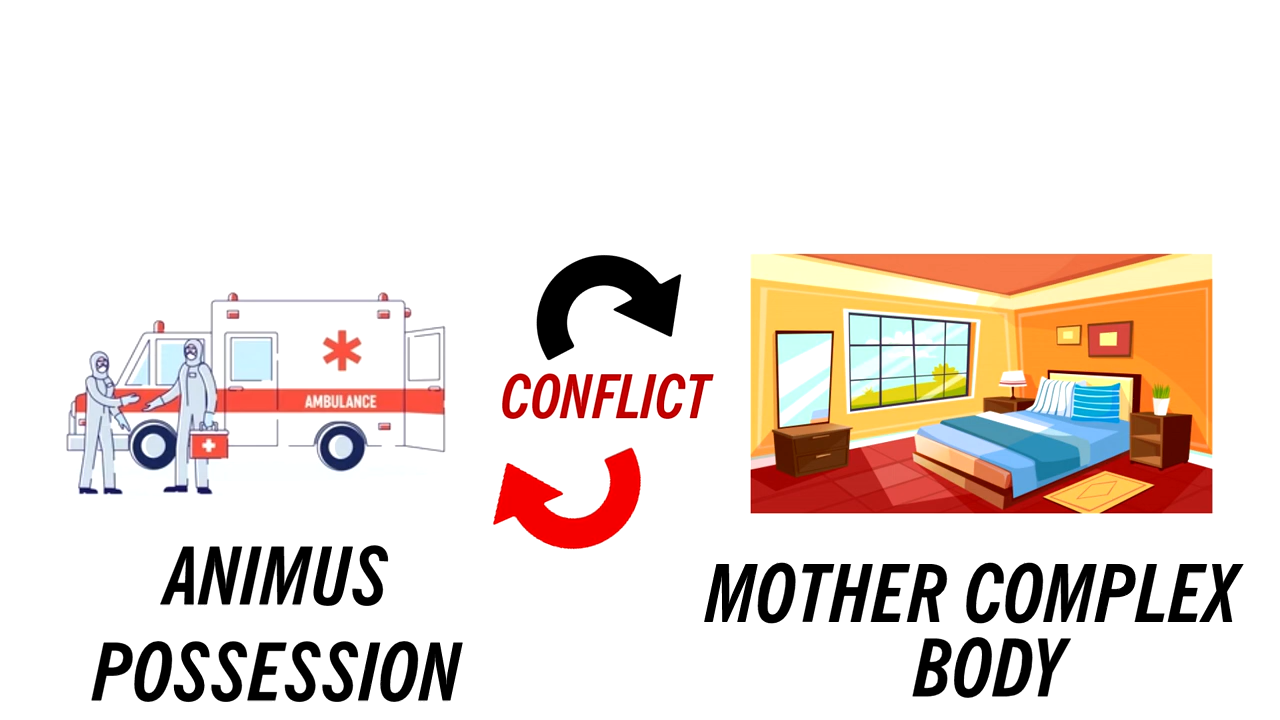 AMBULANCE
CONFLICT
ANIMUS
POSSESSION
MOTHER COMPLEX
BODY